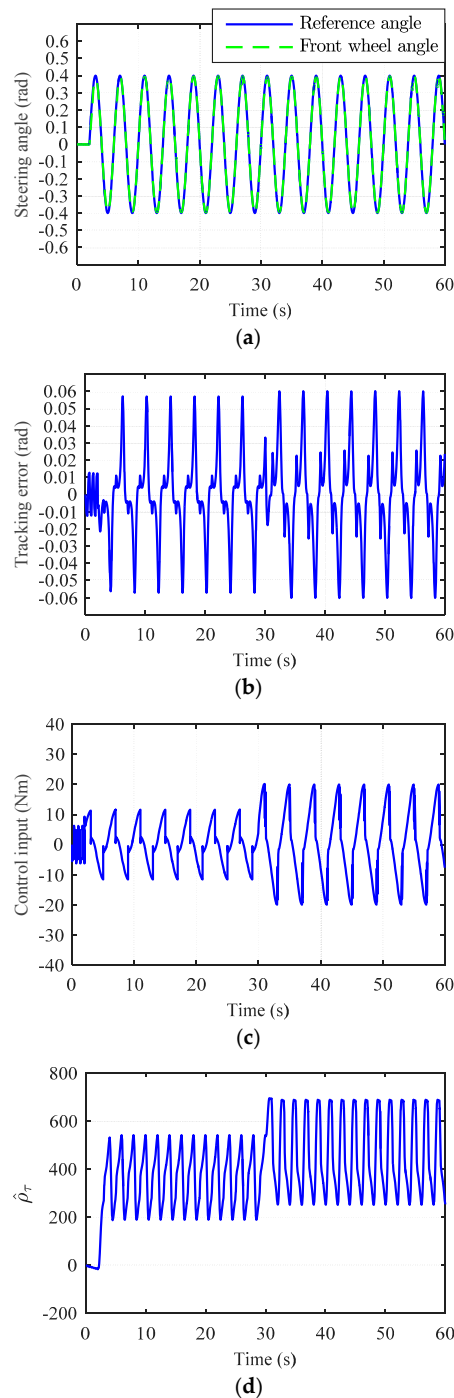 Reference angle
Front wheel angle
0.6
0.5
0.4
0.3
0.2
0.1
0
-0.1
-0.2
-0.3
-0.4
-0.5
-0.6
Steering angle (rad)
0 10 20 30 40 50 60
Time (s)
(a)
0.06
0.05
0.04
0.03
0.02
0.01
0
-0.01
-0.02
-0.03
-0.04
-0.05
-0.06
Tracking error (rad)
0 10 20 30 40 50 60
Time (s)
(b)
40
30
20
10
0
-10
-20
-30
-40
Control input (Nm)
0 10 20 30 40 50 60
Time (s)
(c)
800
600
400
200
0
-200
ρ̂τ
0 10 20 30 40 50 60
Time (s)
(d)